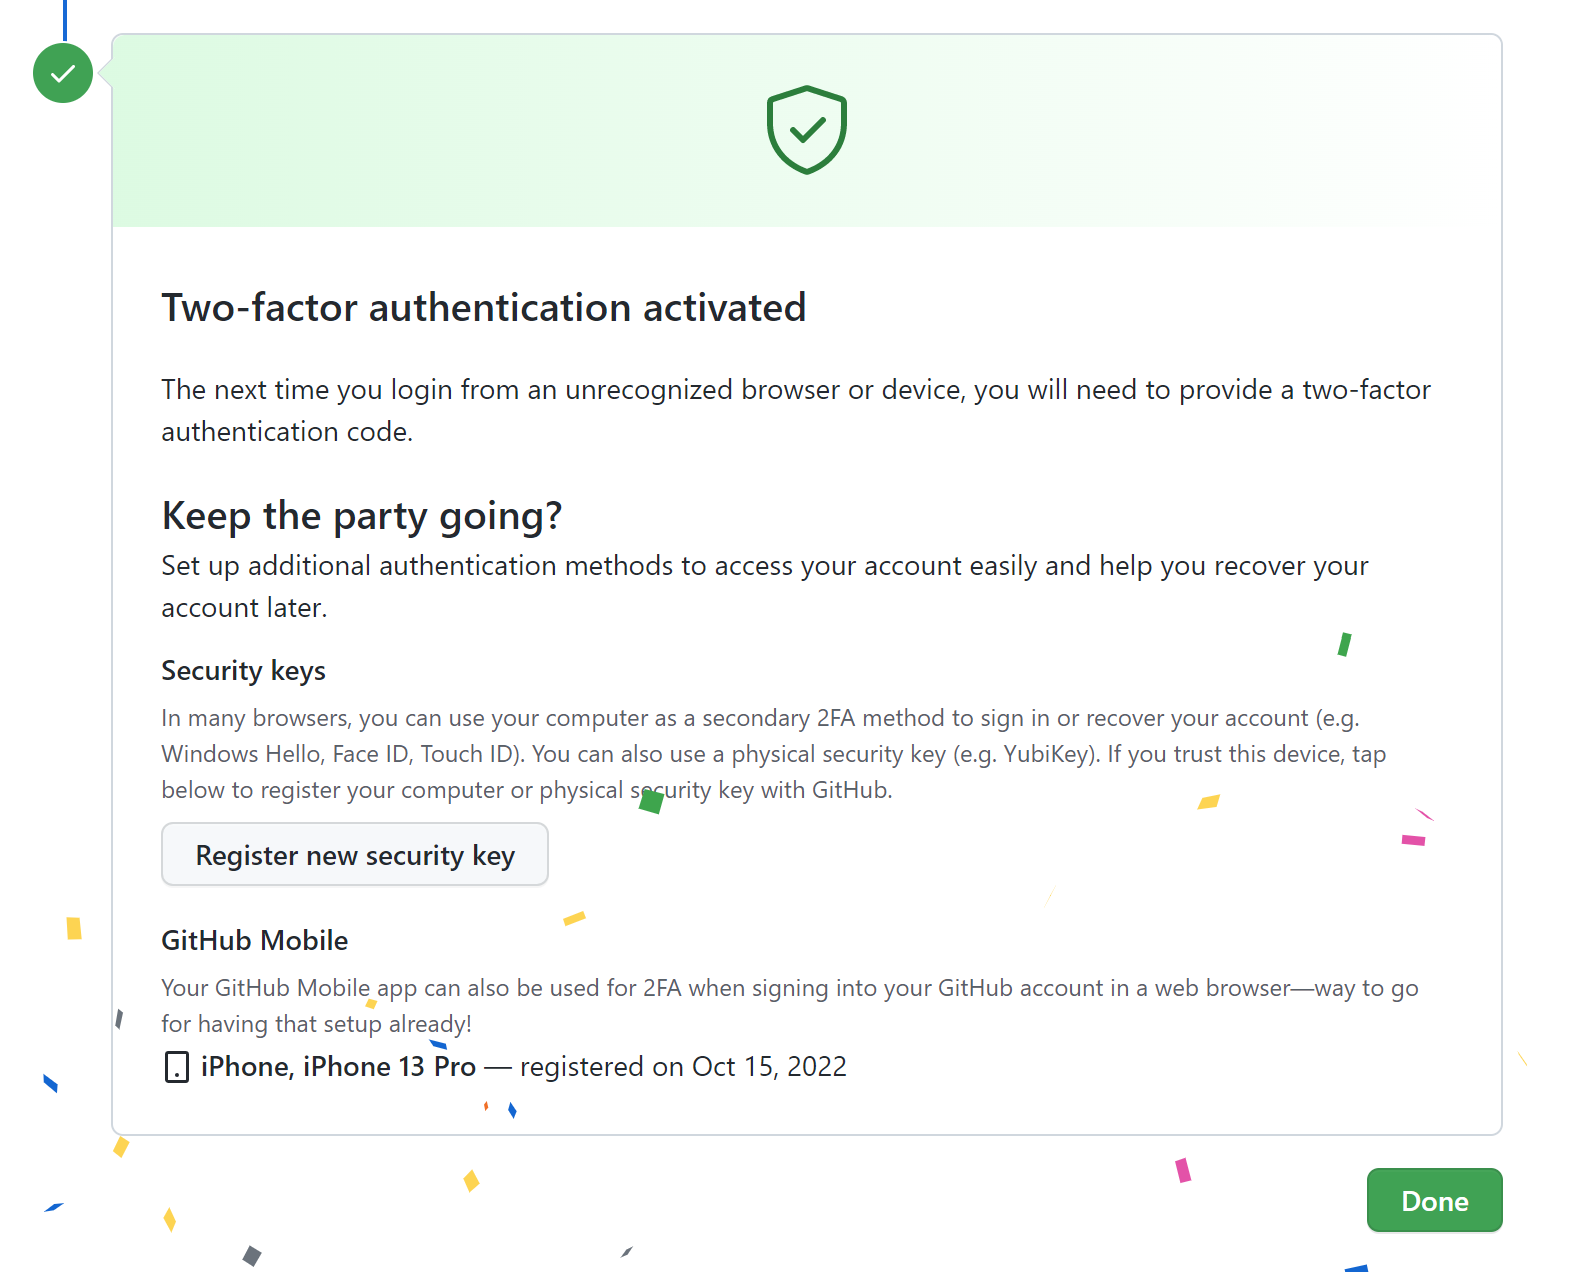 Two-factor authentication activated
The next time you login from an unrecognized browser or device, you will need to provide a two-factor
authentication code.
Keep the party going?
Set up additional authentication methods to access your account easily and help you recover your
account later.
Security keys
In many browsers, you can use your computer as a secondary 2FA method to sign in or recover your account (e.g.
Windows Hello, Face ID, Touch ID). You can also use a physical security key (e.g. YubiKey). If you trust this device, tap
below to register your computer or physical security key with GitHub.
Register new security key
GitHub Mobile
Your GitHub Mobile app can also be used for 2FA when signing into your GitHub account in a web browser—way to go
for having that setup already!
iPhone, iPhone 13 Pro — registered on Oct 15, 2022
Done